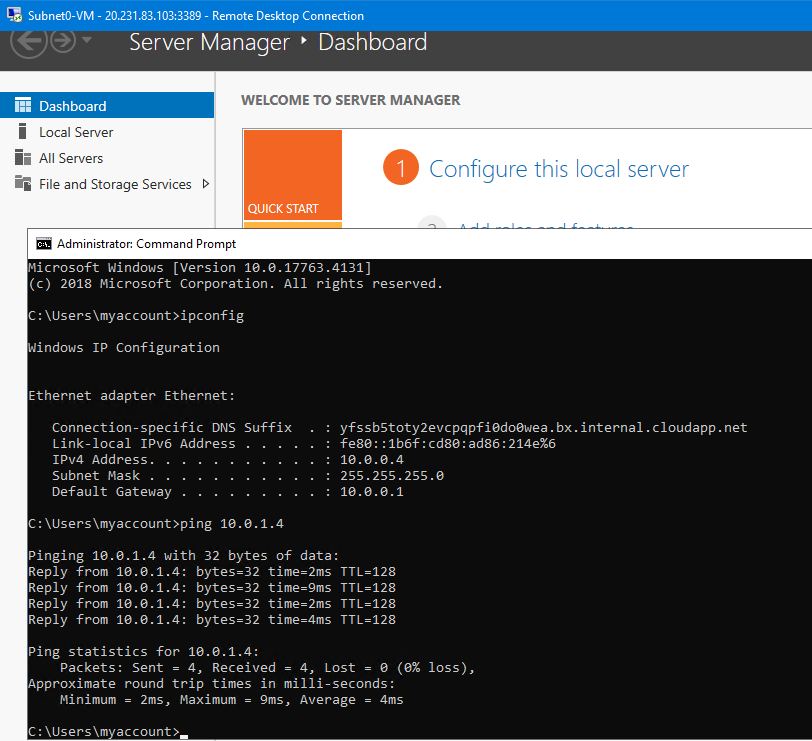 Subnet0-VM - 20.231.83.103:3389 - Remote Desktop Connection
Server Manager ‣ Dashboard
Dashboard
Local Server
All Servers
File and Storage Services
WELCOME TO SERVER MANAGER
QUICK START
1 Configure this local server
2 Add roles and features
Administrator: Command Prompt
Microsoft Windows [Version 10.0.17763.4131]
(c) 2018 Microsoft Corporation. All rights reserved.
C:\Users\myaccount>ipconfig
Windows IP Configuration
Ethernet adapter Ethernet:
Connection-specific DNS Suffix  . : yfssb5toty2evcpqpfi0do0wea.bx.internal.cloudapp.net
Link-local IPv6 Address . . . . . : fe80::1b6f:cd80:ad86:214e%6
IPv4 Address. . . . . . . . . . . : 10.0.0.4
Subnet Mask . . . . . . . . . . . : 255.255.255.0
Default Gateway . . . . . . . . . : 10.0.0.1
C:\Users\myaccount>ping 10.0.1.4
Pinging 10.0.1.4 with 32 bytes of data:
Reply from 10.0.1.4: bytes=32 time=2ms TTL=128
Reply from 10.0.1.4: bytes=32 time=9ms TTL=128
Reply from 10.0.1.4: bytes=32 time=2ms TTL=128
Reply from 10.0.1.4: bytes=32 time=4ms TTL=128
Ping statistics for 10.0.1.4:
Packets: Sent = 4, Received = 4, Lost = 0 (0% loss),
Approximate round trip times in milli-seconds:
Minimum = 2ms, Maximum = 9ms, Average = 4ms
C:\Users\myaccount>